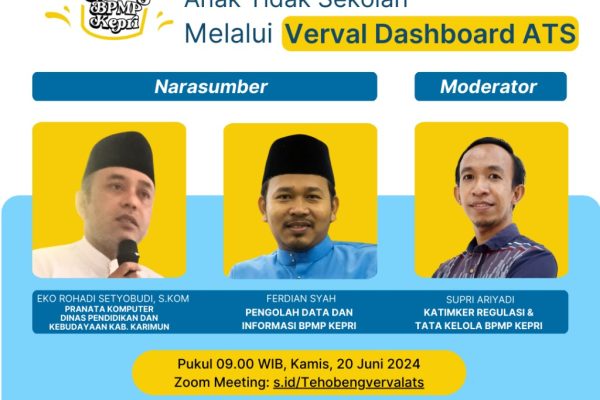 BPMP
Kepri
Anak Tidak Sekolah
Melalui Verval Dashboard ATS
Narasumber
Moderator
EKO ROHADI SETYOBUDI, S.KOM
PRANATA KOMPUTER
DINAS PENDIDIKAN DAN
KEBUDAYAAN KAB. KARIMUN
FERDIAN SYAH
PENGOLAH DATA DAN
INFORMASI BPMP KEPRI
SUPRI ARIYADI
KATIMKER REGULASI &
TATA KELOLA BPMP KEPRI
Pukul 09.00 WIB, Kamis, 20 Juni 2024
Zoom Meeting: s.id/Tehobengvervalats